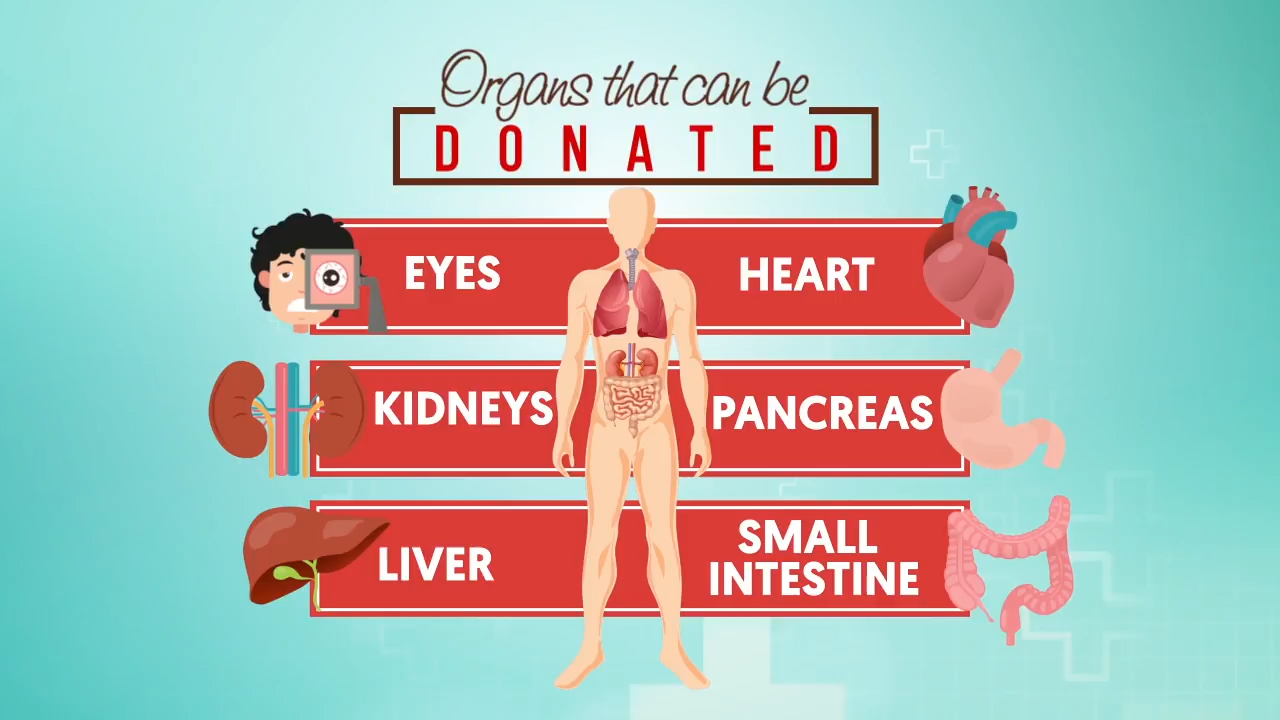 Organs that can be
DONATED
EYES
HEART
KIDNEYS
PANCREAS
LIVER
SMALL
INTESTINE